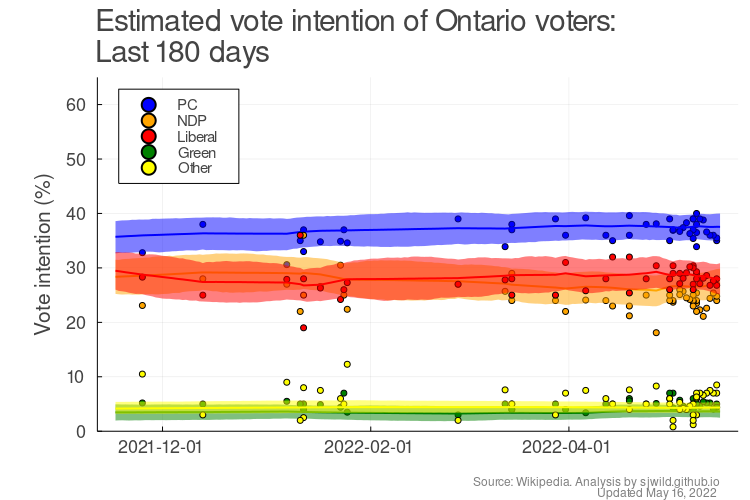 Estimated vote intention of Ontario voters:
Last 180 days
PC
NDP
Liberal
Green
Other
Vote intention (%)
60
50
40
30
20
10
0
2021-12-01
2022-02-01
2022-04-01
Source: Wikipedia. Analysis by sjwild.github.io
Updated May 16, 2022